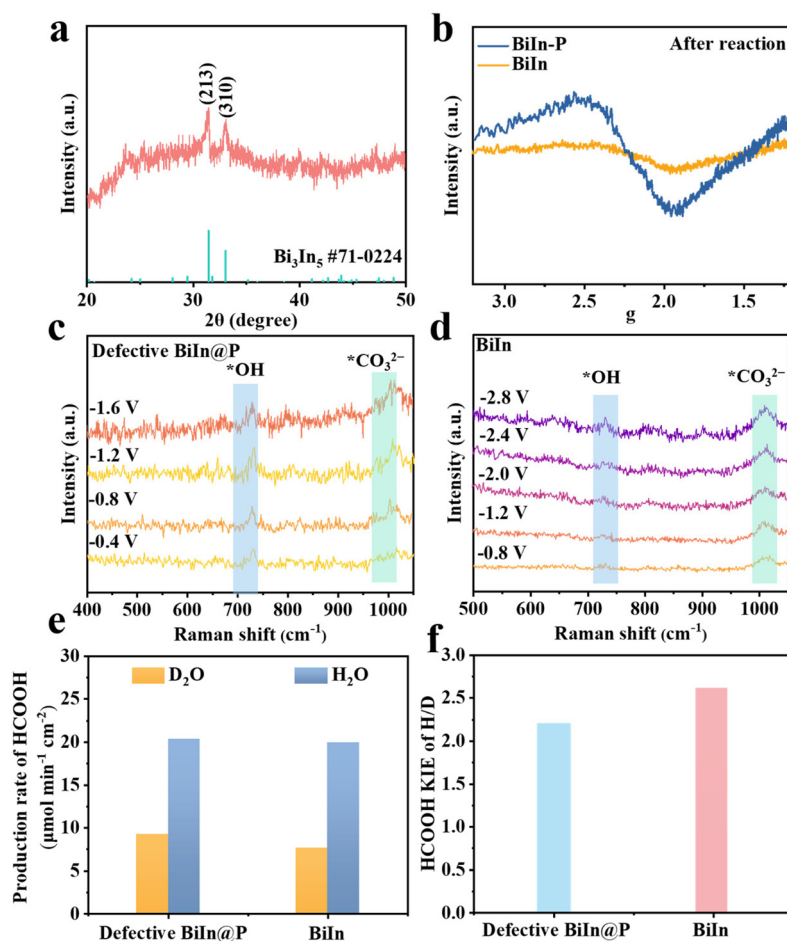 a
Intensity (a.u.)
(213)
(310)
Bi₃In₅ #71-0224
20 30 40 50
2θ (degree)
b
Intensity (a.u.)
BiIn-P
BiIn
After reaction
3.0 2.5 2.0 1.5
g
c
Intensity (a.u.)
Defective BiIn@P
*OH
*CO₃²⁻
-1.6 V
-1.2 V
-0.8 V
-0.4 V
400 500 600 700 800 900 1000
Raman shift (cm⁻¹)
d
Intensity (a.u.)
BiIn
*OH
*CO₃²⁻
-2.8 V
-2.4 V
-2.0 V
-1.2 V
-0.8 V
500 600 700 800 900 1000
Raman shift (cm⁻¹)
e
Production rate of HCOOH
(μmol min⁻¹ cm⁻²)
D₂O
H₂O
30
25
20
15
10
5
0
Defective BiIn@P BiIn
f
HCOOH KIE of H/D
3.0
2.5
2.0
1.5
1.0
0.5
0.0
Defective BiIn@P BiIn